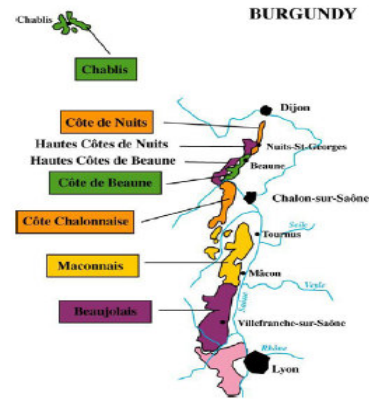 BURGUNDY
Chablis
Chablis
Dijon
Côte de Nuits
Hautes Côtes de Nuits
Nuits-St-Georges
Hautes Côtes de Beaune
Beaune
Côte de Beaune
Chalon-sur-Saône
Côte Chalonnaise
Seille
Tournus
Maconnais
Mâcon
Veyle
Saône
Beaujolais
Villefranche-sur-Saône
Rhône
Lyon